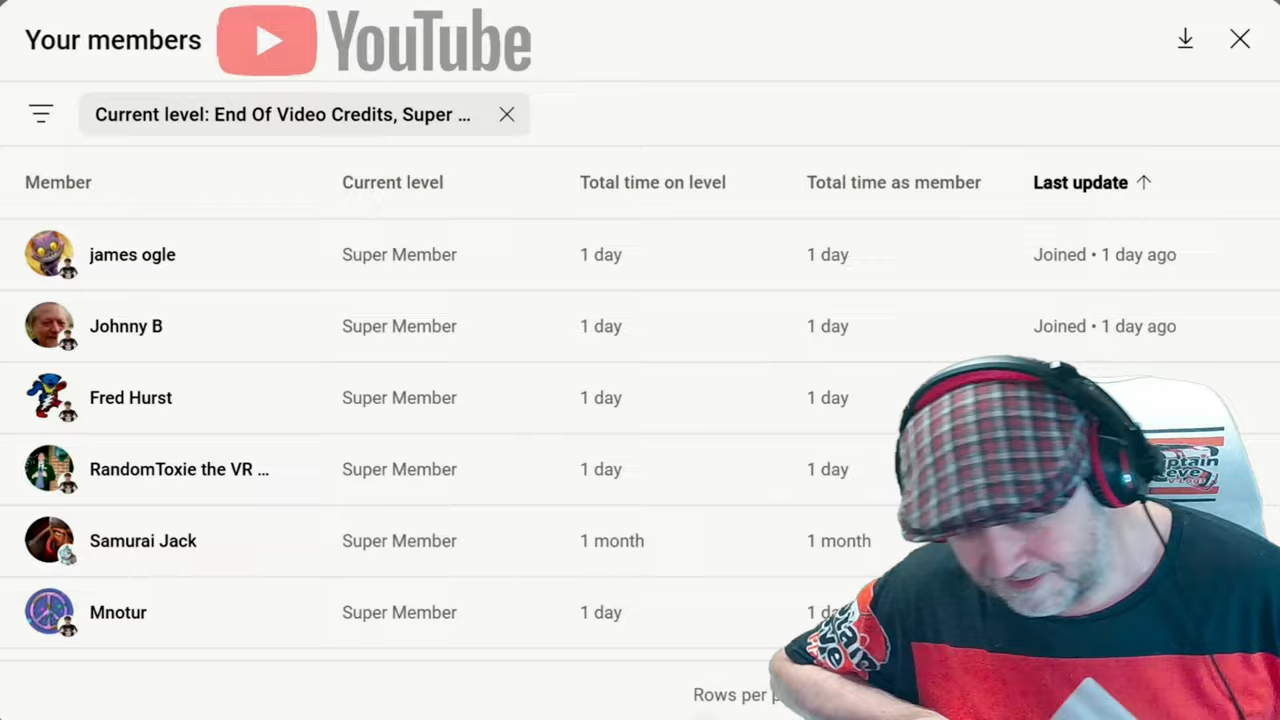 Your members
YouTube
Current level: End Of Video Credits, Super ...
Member Current level Total time on level Total time as member Last update
james ogle Super Member 1 day 1 day Joined • 1 day ago
Johnny B Super Member 1 day 1 day Joined • 1 day ago
Fred Hurst Super Member 1 day 1 day
RandomToxie the VR ... Super Member 1 day 1 day
Samurai Jack Super Member 1 month 1 month
Mnotur Super Member 1 day 1
Rows per